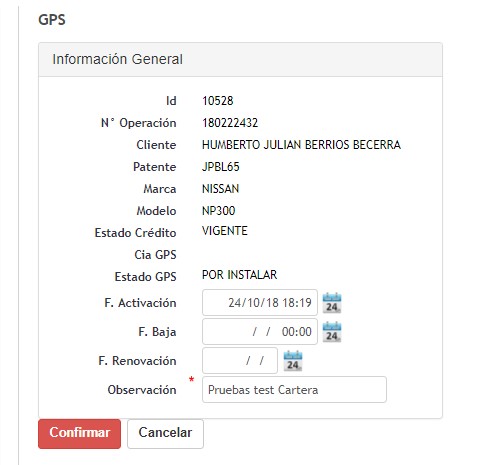 GPS
Información General
Id 10528
N° Operación 180222432
Cliente HUMBERTO JULIAN BERRIOS BECERRA
Patente JPBL65
Marca NISSAN
Modelo NP300
Estado Crédito VIGENTE
Cia GPS
Estado GPS POR INSTALAR
F. Activación 24/10/18 18:19 24
F. Baja / / 00:00 24
F. Renovación / / 24
Observación * Pruebas test Cartera
Confirmar Cancelar